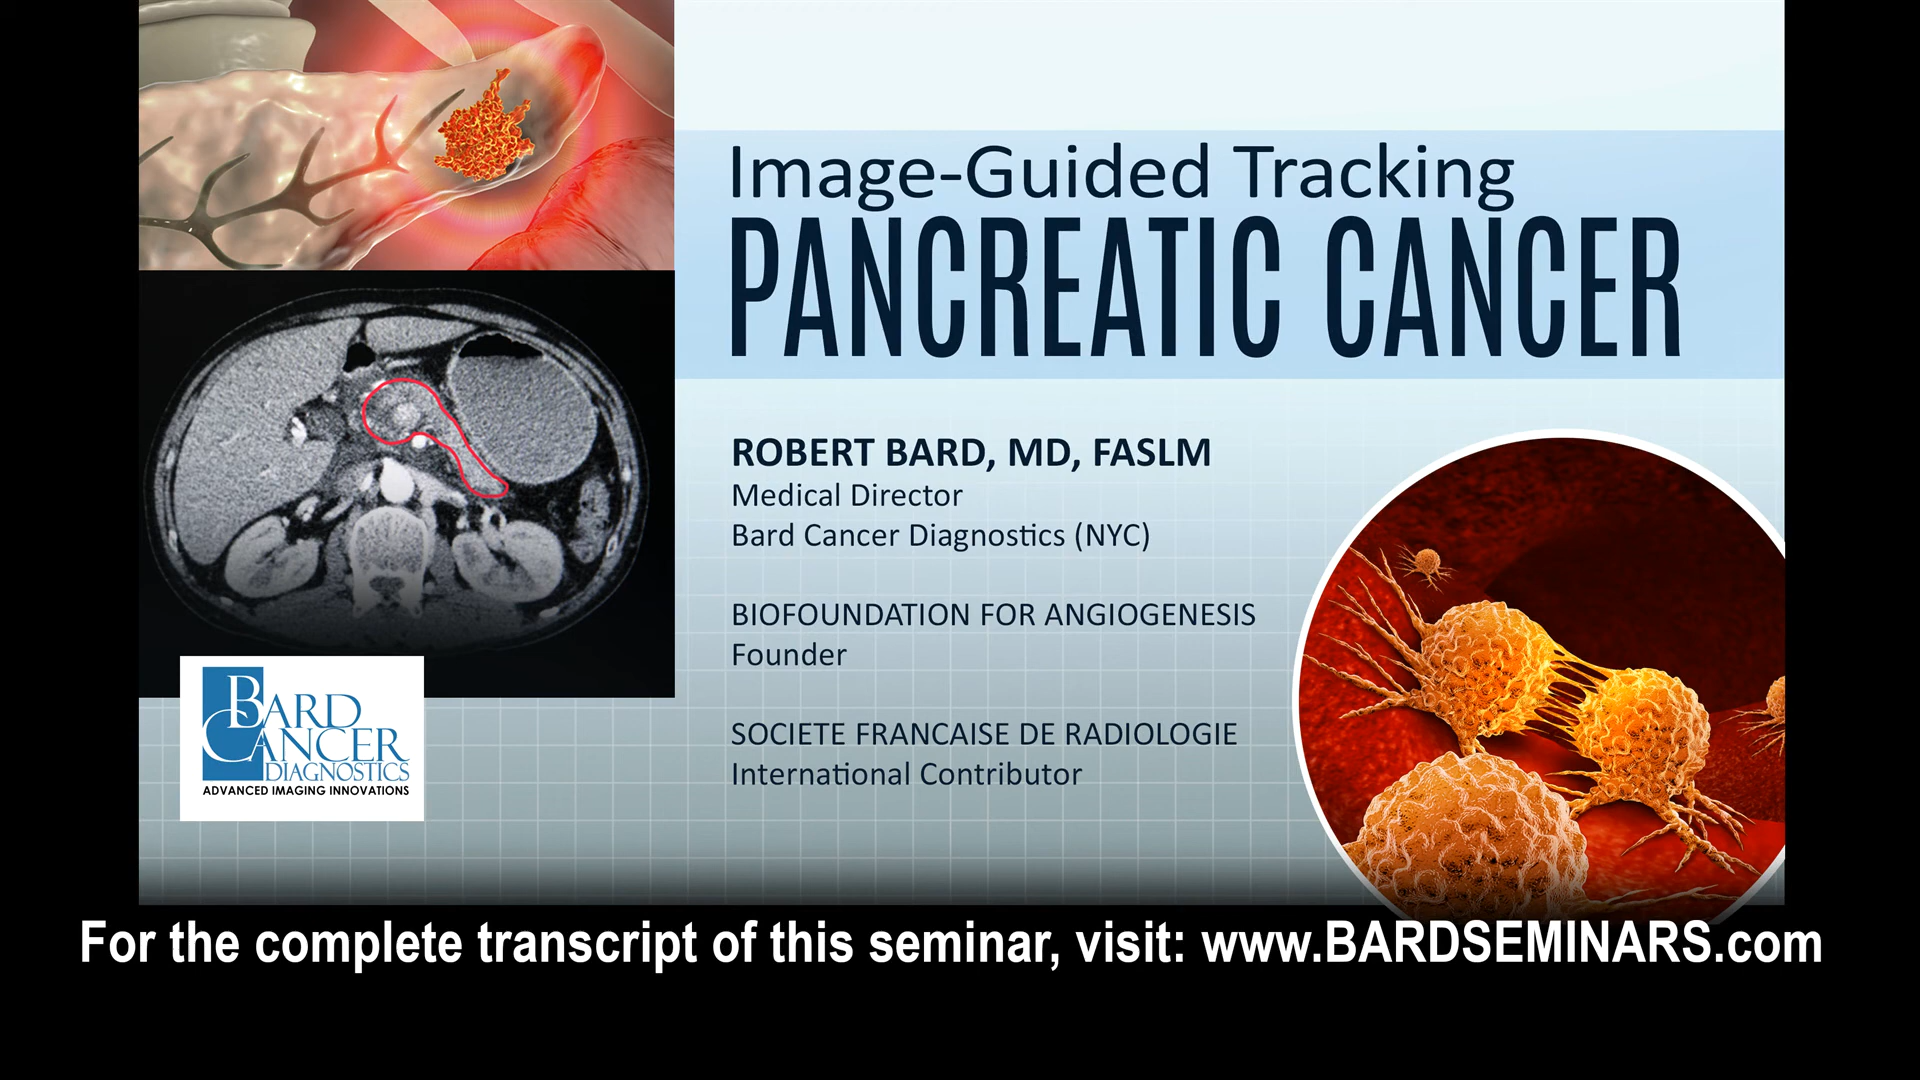 Image-Guided Tracking
PANCREATIC CANCER
ROBERT BARD, MD, FASLM
Medical Director
Bard Cancer Diagnostics (NYC)
BIOFOUNDATION FOR ANGIOGENESIS
Founder
SOCIETE FRANCAISE DE RADIOLOGIE
International Contributor
BARD
CANCER
DIAGNOSTICS
ADVANCED IMAGING INNOVATIONS
For the complete transcript of this seminar, visit: www.BARDSEMINARS.com